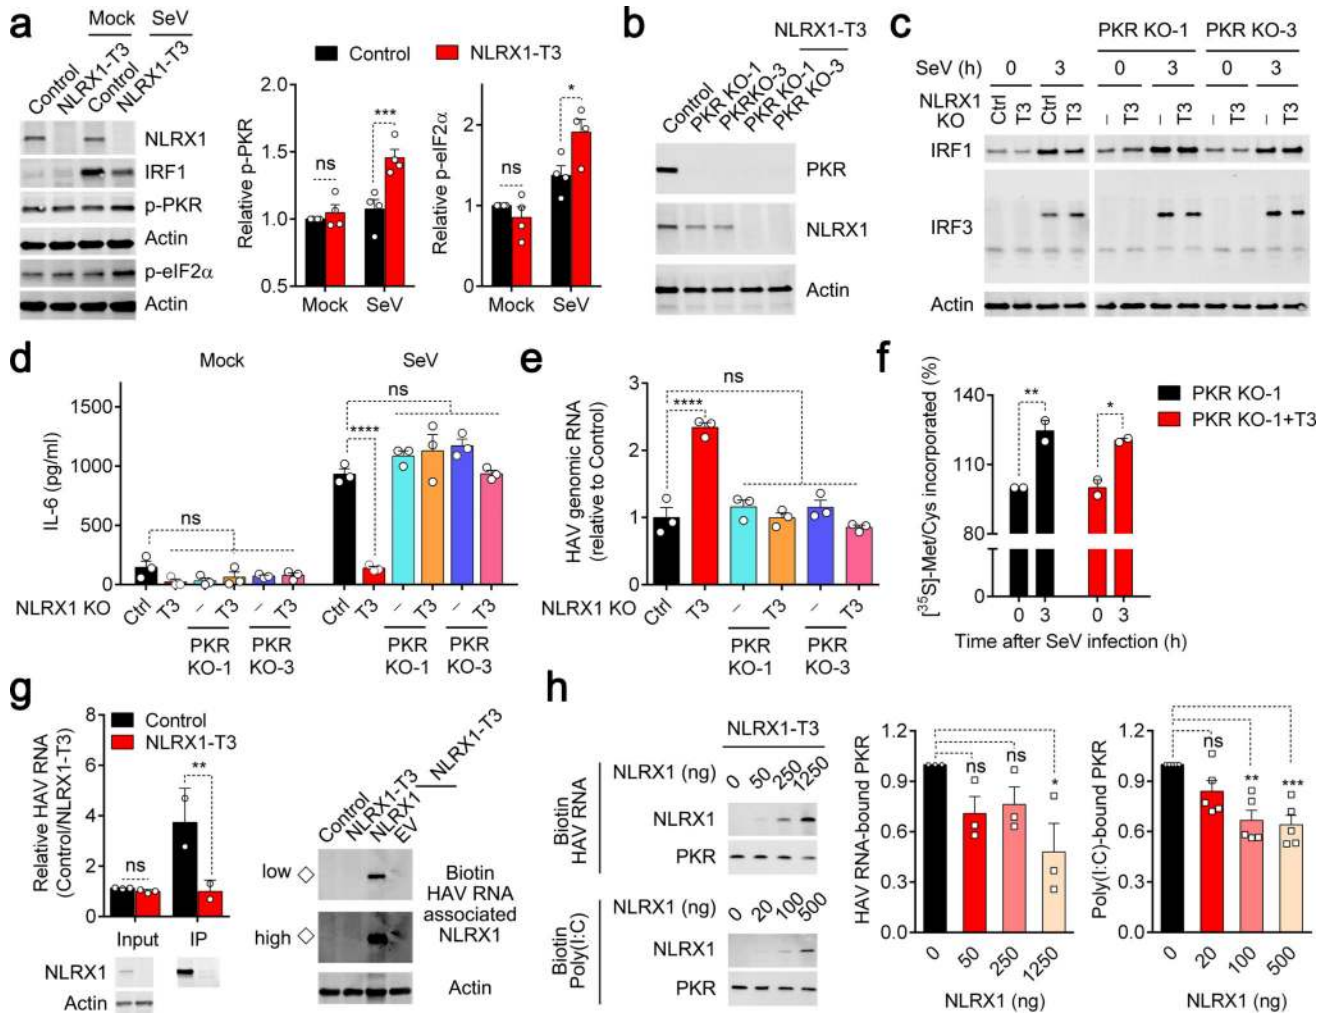 a
Mock SeV
Control
NLRX1-T3
Control
NLRX1-T3
NLRX1
IRF1
p-PKR
Actin
p-eIF2α
Actin
Control NLRX1-T3
Relative p-PKR
1.5
1.0
0.5
ns
***
Mock SeV
Relative p-eIF2α
2
1
0
ns
*
Mock SeV
b
NLRX1-T3
Control
PKR KO-1
PKRKO-3
PKR KO-1
PKR KO-3
PKR
NLRX1
Actin
c
PKR KO-1 PKR KO-3
SeV (h) 0 3 0 3 0 3
NLRX1 KO Ctrl T3 Ctrl T3 – T3 – T3 – T3 – T3
IRF1
IRF3
Actin
d
Mock SeV
IL-6 (pg/ml)
1500
1000
500
0
ns
ns
****
NLRX1 KO Ctrl T3 – T3 – T3 Ctrl T3 – T3 – T3
PKR KO-1 PKR KO-3 PKR KO-1 PKR KO-3
e
HAV genomic RNA
(relative to Control)
3
2
1
0
ns
****
NLRX1 KO Ctrl T3 – T3 – T3
PKR KO-1 PKR KO-3
f
[35S]-Met/Cys incorporated (%)
140
110
80
0
**
*
PKR KO-1
PKR KO-1+T3
0 3 0 3
Time after SeV infection (h)
g
Relative HAV RNA
(Control/NLRX1-T3)
8
6
4
2
0
Control
NLRX1-T3
ns
**
Input IP
NLRX1
Actin
NLRX1-T3
Control
NLRX1-T3
NLRX1
EV
low
high
Biotin
HAV RNA
associated
NLRX1
Actin
h
NLRX1-T3
Biotin
HAV RNA
NLRX1 (ng) 0 50 250 1250
NLRX1
PKR
Biotin
Poly(I:C)
NLRX1 (ng) 0 20 100 500
NLRX1
PKR
HAV RNA-bound PKR
1.2
0.9
0.6
0.3
0.0
ns
ns
*
0 50 250 1250
NLRX1 (ng)
Poly(I:C)-bound PKR
1.2
0.9
0.6
0.3
0.0
ns
**
***
0 20 100 500
NLRX1 (ng)